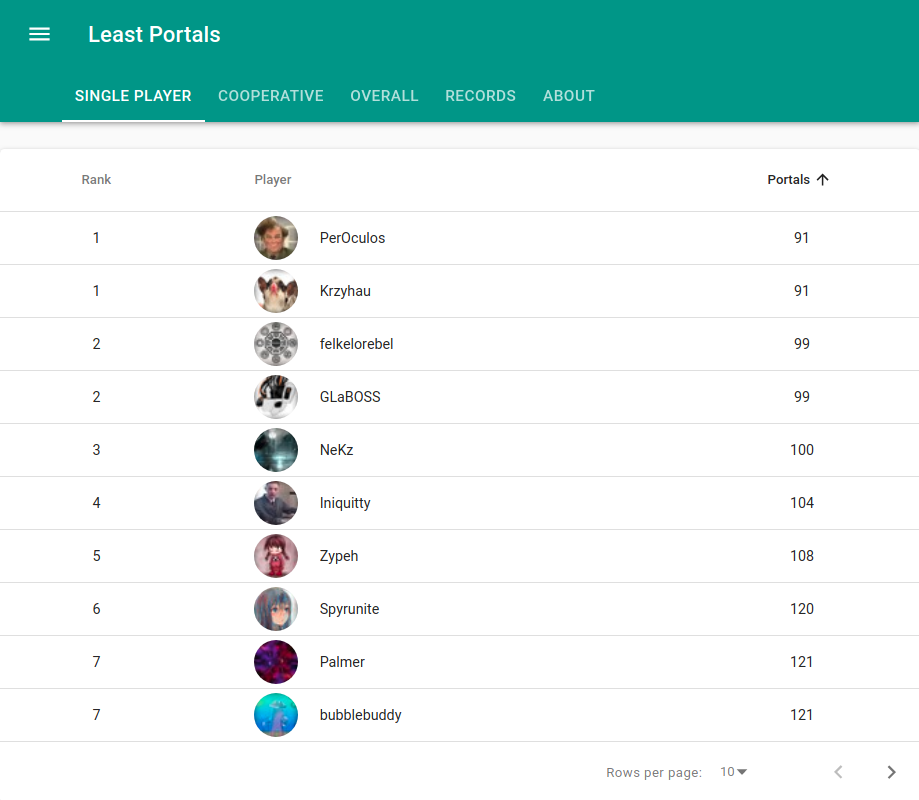 Least Portals
SINGLE PLAYER COOPERATIVE OVERALL RECORDS ABOUT
Rank Player Portals
1 PerOculos 91
1 Krzyhau 91
2 felkelorebel 99
2 GLaBOSS 99
3 NeKz 100
4 Iniquitty 104
5 Zypeh 108
6 Spyrunite 120
7 Palmer 121
7 bubblebuddy 121
Rows per page: 10